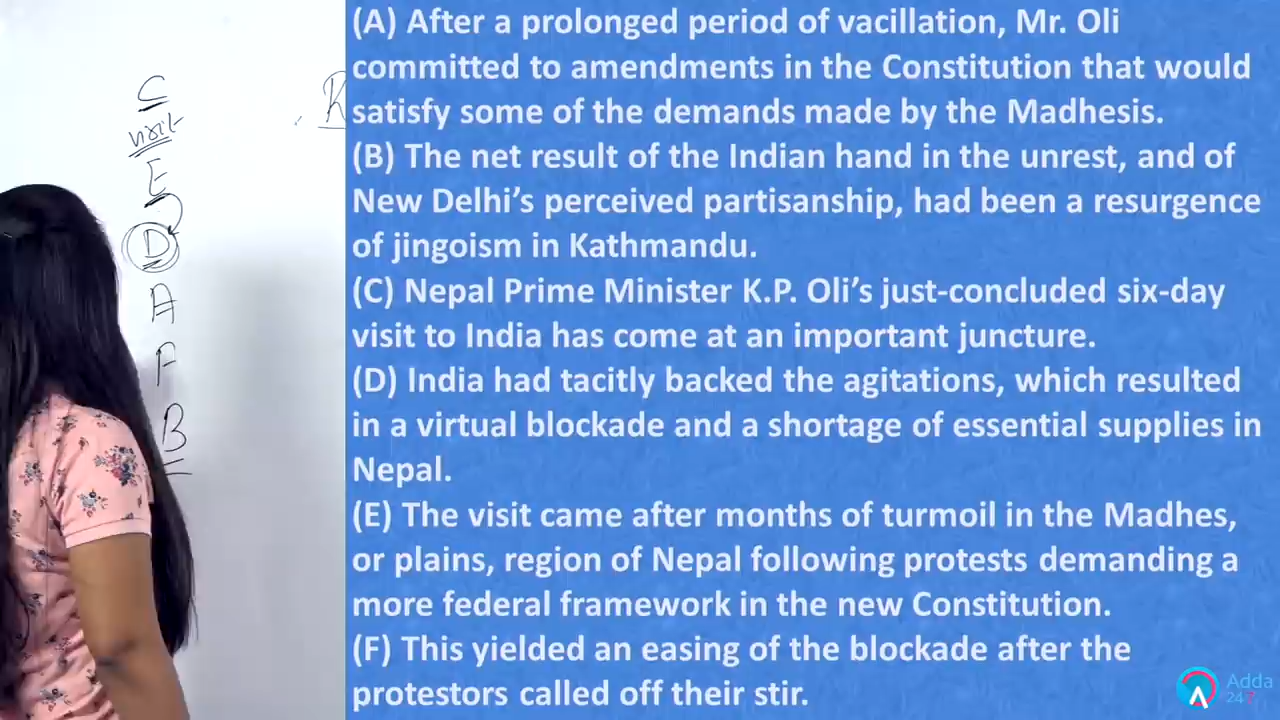 C
visit
E
D
A
F
B
R
(A) After a prolonged period of vacillation, Mr. Oli
committed to amendments in the Constitution that would
satisfy some of the demands made by the Madhesis.
(B) The net result of the Indian hand in the unrest, and of
New Delhi’s perceived partisanship, had been a resurgence
of jingoism in Kathmandu.
(C) Nepal Prime Minister K.P. Oli’s just-concluded six-day
visit to India has come at an important juncture.
(D) India had tacitly backed the agitations, which resulted
in a virtual blockade and a shortage of essential supplies in
Nepal.
(E) The visit came after months of turmoil in the Madhes,
or plains, region of Nepal following protests demanding a
more federal framework in the new Constitution.
(F) This yielded an easing of the blockade after the
protestors called off their stir.
Adda
247